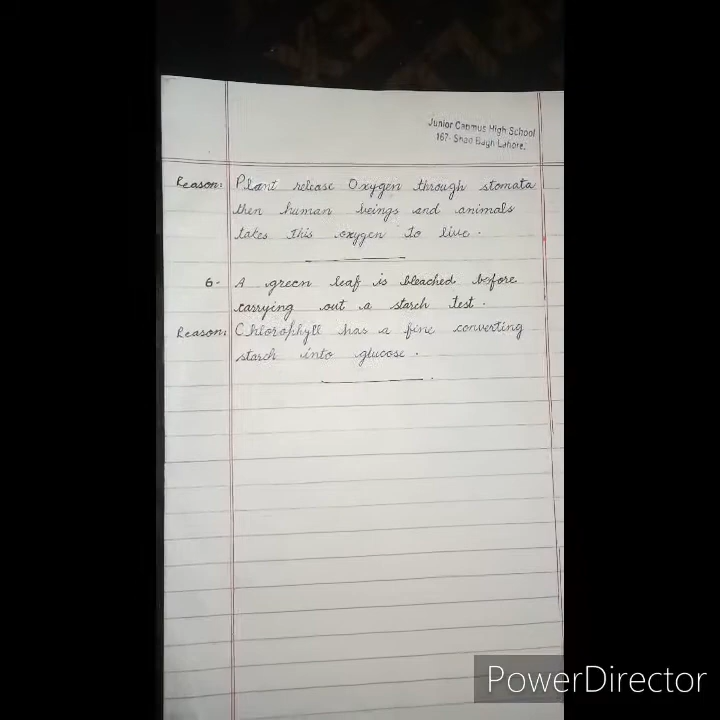 Junior Canmus High School
167- Shad Bagh Lahore.
Reason: Plant release Oxygen through stomata
then human beings and animals
takes this oxygen to live.
6- A green leaf is bleached before
carrying out a starch test.
Reason: Chlorophyll has a fine converting
starch into glucose.
PowerDirector